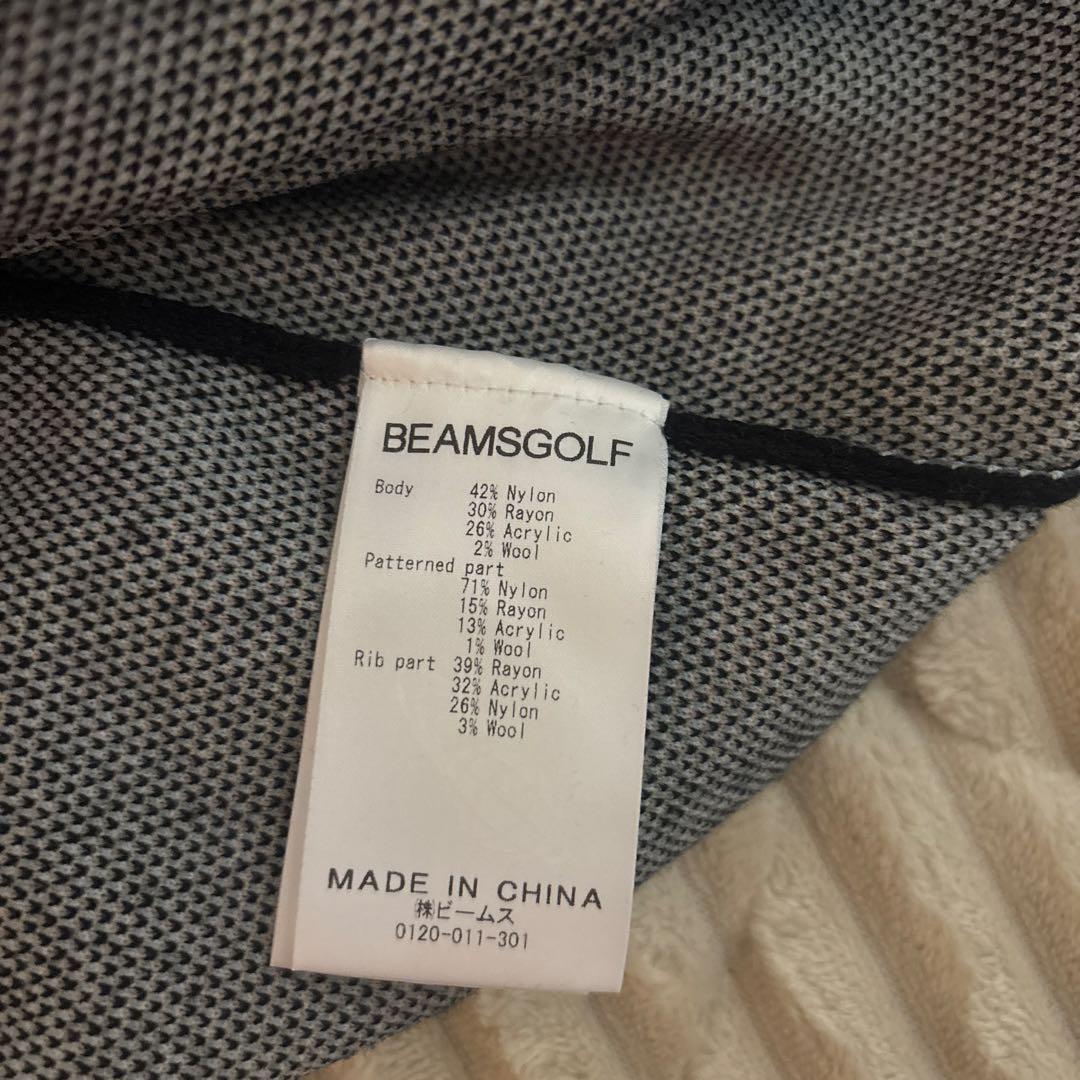 BEAMSGOLF
Body 42% Nylon
30% Rayon
26% Acrylic
2% Wool
Patterned part
71% Nylon
15% Rayon
13% Acrylic
1% Wool
Rib part 39% Rayon
32% Acrylic
26% Nylon
3% Wool
MADE IN CHINA
㈱ビームス
0120-011-301